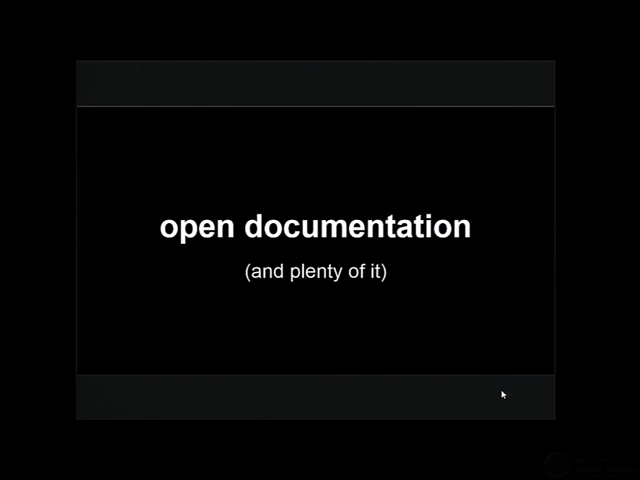 open documentation
(and plenty of it)